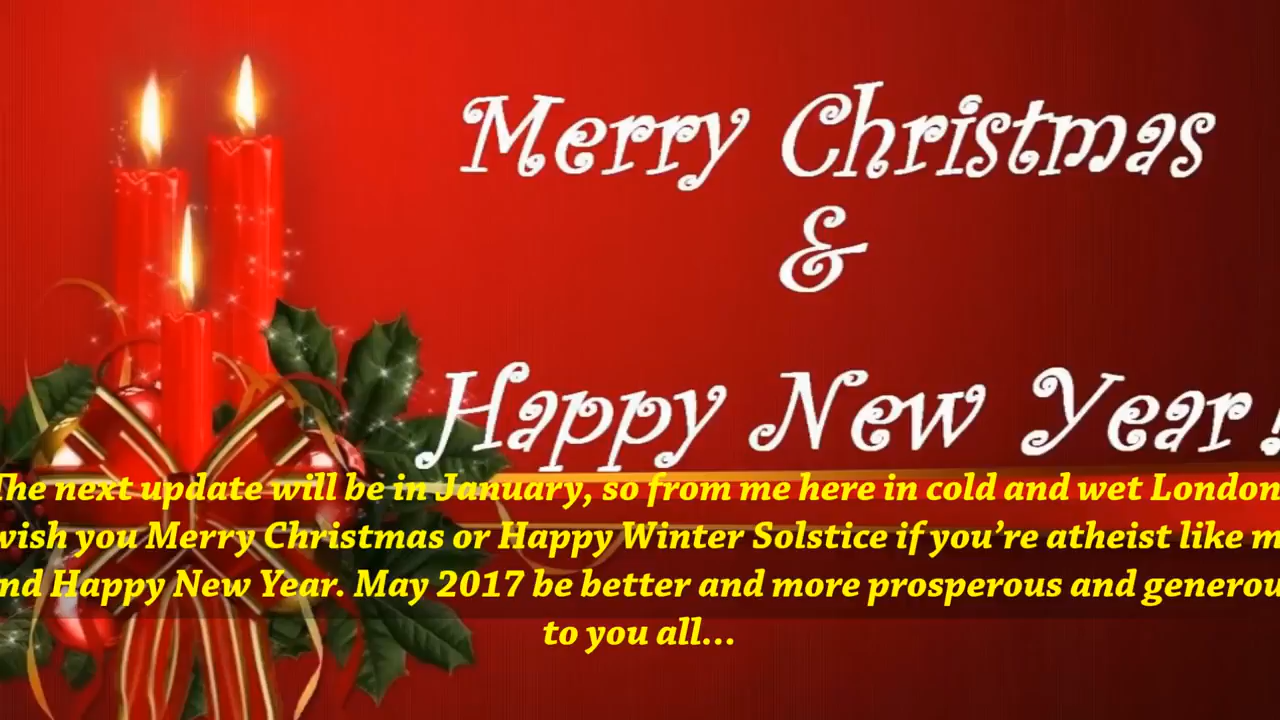 Merry Christmas
&
Happy New Year!
The next update will be in January, so from me here in cold and wet London
wish you Merry Christmas or Happy Winter Solstice if you’re atheist like m
nd Happy New Year. May 2017 be better and more prosperous and generou
to you all...